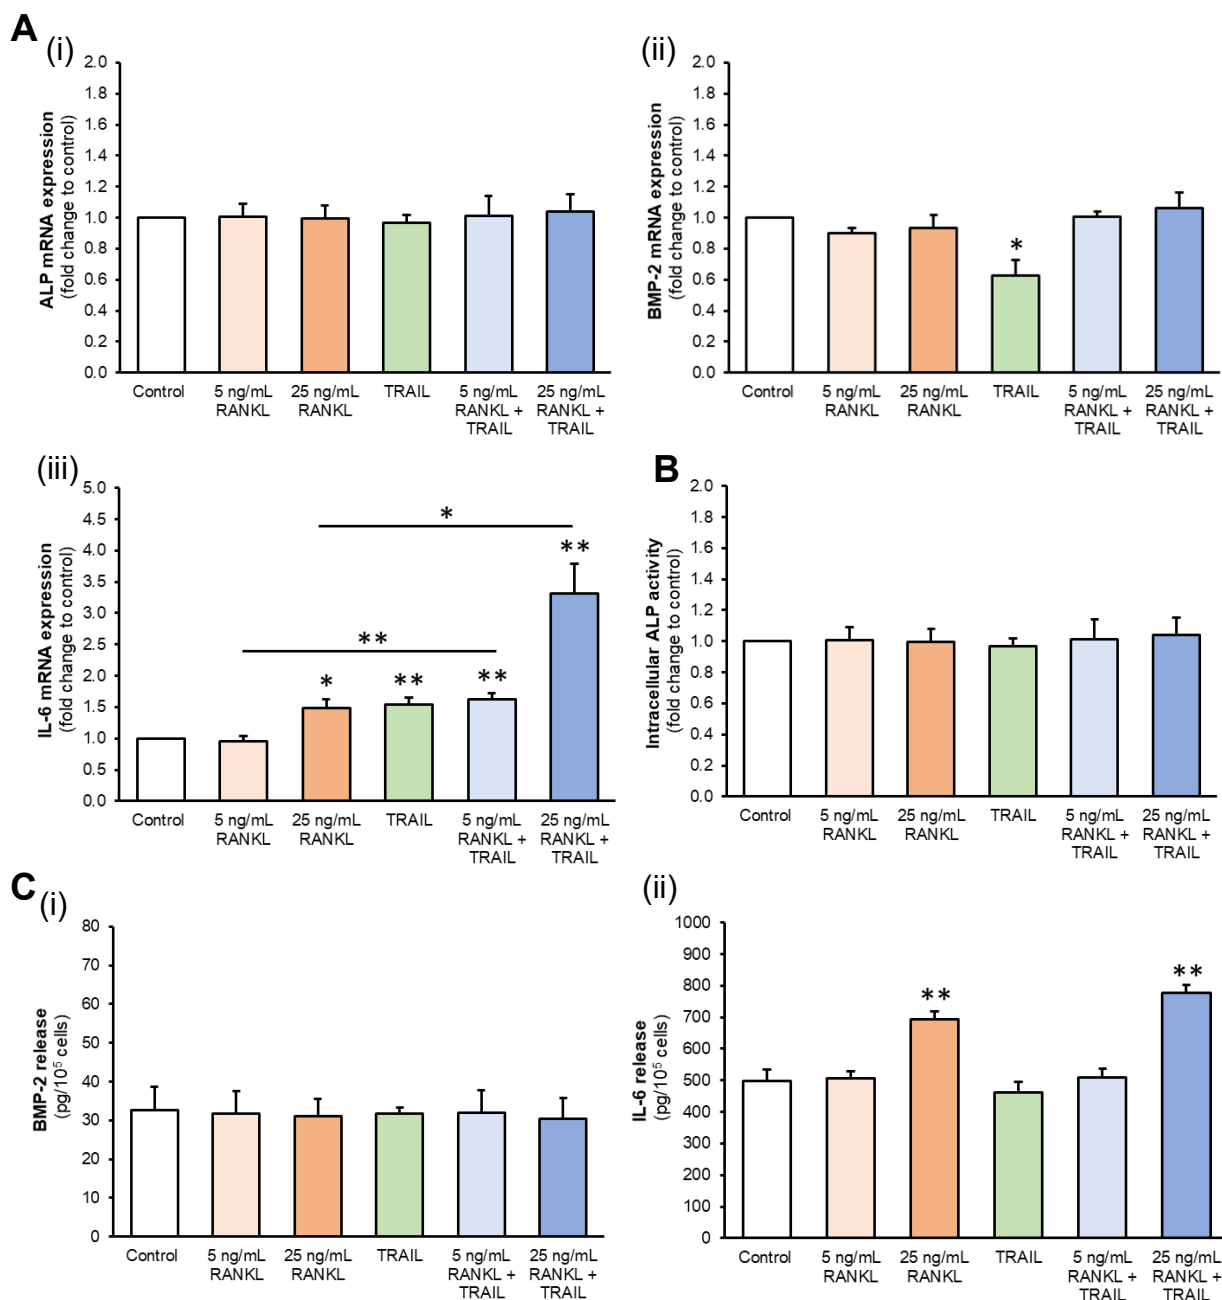 A
(i)
ALP mRNA expression
(fold change to control)
2.0
1.8
1.6
1.4
1.2
1.0
0.8
0.6
0.4
0.2
0.0
Control
5 ng/mL
RANKL
25 ng/mL
RANKL
TRAIL
5 ng/mL
RANKL +
TRAIL
25 ng/mL
RANKL +
TRAIL
(ii)
BMP-2 mRNA expression
(fold change to control)
2.0
1.8
1.6
1.4
1.2
1.0
0.8
0.6
0.4
0.2
0.0
*
Control
5 ng/mL
RANKL
25 ng/mL
RANKL
TRAIL
5 ng/mL
RANKL +
TRAIL
25 ng/mL
RANKL +
TRAIL
(iii)
IL-6 mRNA expression
(fold change to control)
5.0
4.5
4.0
3.5
3.0
2.5
2.0
1.5
1.0
0.5
0.0
*
**
**
*
**
**
Control
5 ng/mL
RANKL
25 ng/mL
RANKL
TRAIL
5 ng/mL
RANKL +
TRAIL
25 ng/mL
RANKL +
TRAIL
B
Intracellular ALP activity
(fold change to control)
2.0
1.8
1.6
1.4
1.2
1.0
0.8
0.6
0.4
0.2
0.0
Control
5 ng/mL
RANKL
25 ng/mL
RANKL
TRAIL
5 ng/mL
RANKL +
TRAIL
25 ng/mL
RANKL +
TRAIL
C
(i)
BMP-2 release
(pg/10⁵ cells)
80
70
60
50
40
30
20
10
0
Control
5 ng/mL
RANKL
25 ng/mL
RANKL
TRAIL
5 ng/mL
RANKL +
TRAIL
25 ng/mL
RANKL +
TRAIL
(ii)
IL-6 release
(pg/10⁵ cells)
1000
900
800
700
600
500
400
300
200
100
0
**
**
Control
5 ng/mL
RANKL
25 ng/mL
RANKL
TRAIL
5 ng/mL
RANKL +
TRAIL
25 ng/mL
RANKL +
TRAIL